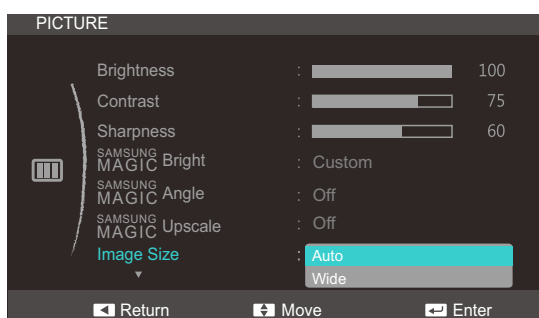 PICTURE
Brightness : 100
Contrast : 75
Sharpness : 60
SAMSUNG MAGIC Bright : Custom
SAMSUNG MAGIC Angle : Off
SAMSUNG MAGIC Upscale : Off
Image Size : Auto
Wide
Return Move Enter